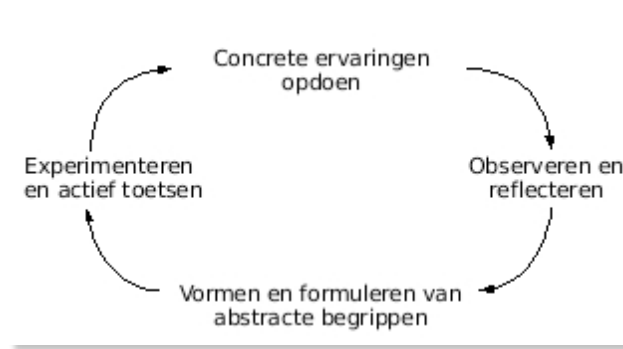 Concrete ervaringen
opdoen
Experimenteren
en actief toetsen
Observeren en
reflecteren
Vormen en formuleren van
abstracte begrippen